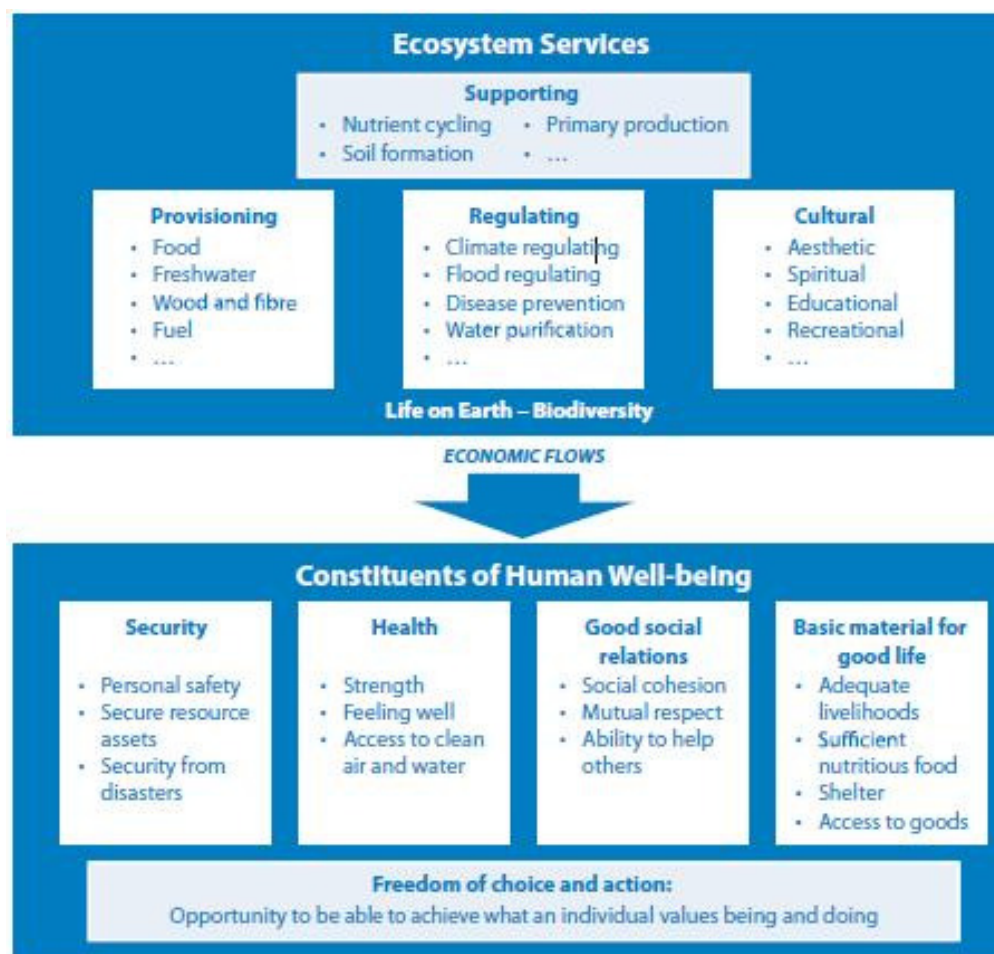 Ecosystem Services
Supporting
• Nutrient cycling • Primary production
• Soil formation • ...
Provisioning
• Food
• Freshwater
• Wood and fibre
• Fuel
• ...
Regulating
• Climate regulating
• Flood regulating
• Disease prevention
• Water purification
• ...
Cultural
• Aesthetic
• Spiritual
• Educational
• Recreational
• ...
Life on Earth – Biodiversity
ECONOMIC FLOWS
Constituents of Human Well-being
Security
• Personal safety
• Secure resource
assets
• Security from
disasters
Health
• Strength
• Feeling well
• Access to clean
air and water
Good social
relations
• Social cohesion
• Mutual respect
• Ability to help
others
Basic material for
good life
• Adequate
livelihoods
• Sufficient
nutritious food
• Shelter
• Access to goods
Freedom of choice and action:
Opportunity to be able to achieve what an individual values being and doing